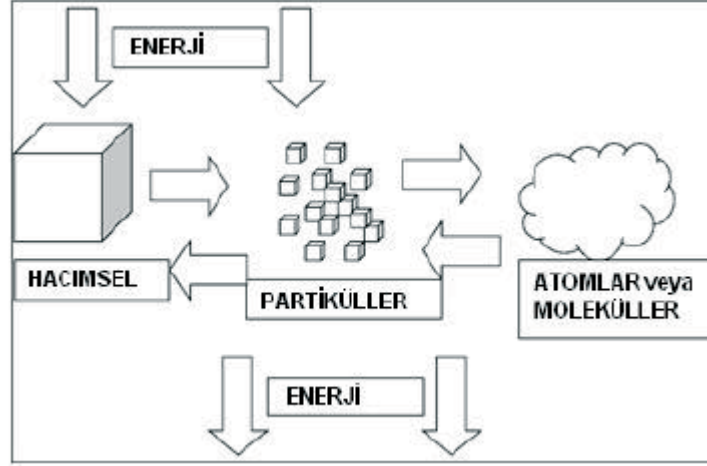 ENERJİ
HACIMSEL
PARTİKÜLLER
ATOMLAR veya
MOLEKÜLLER
ENERJİ